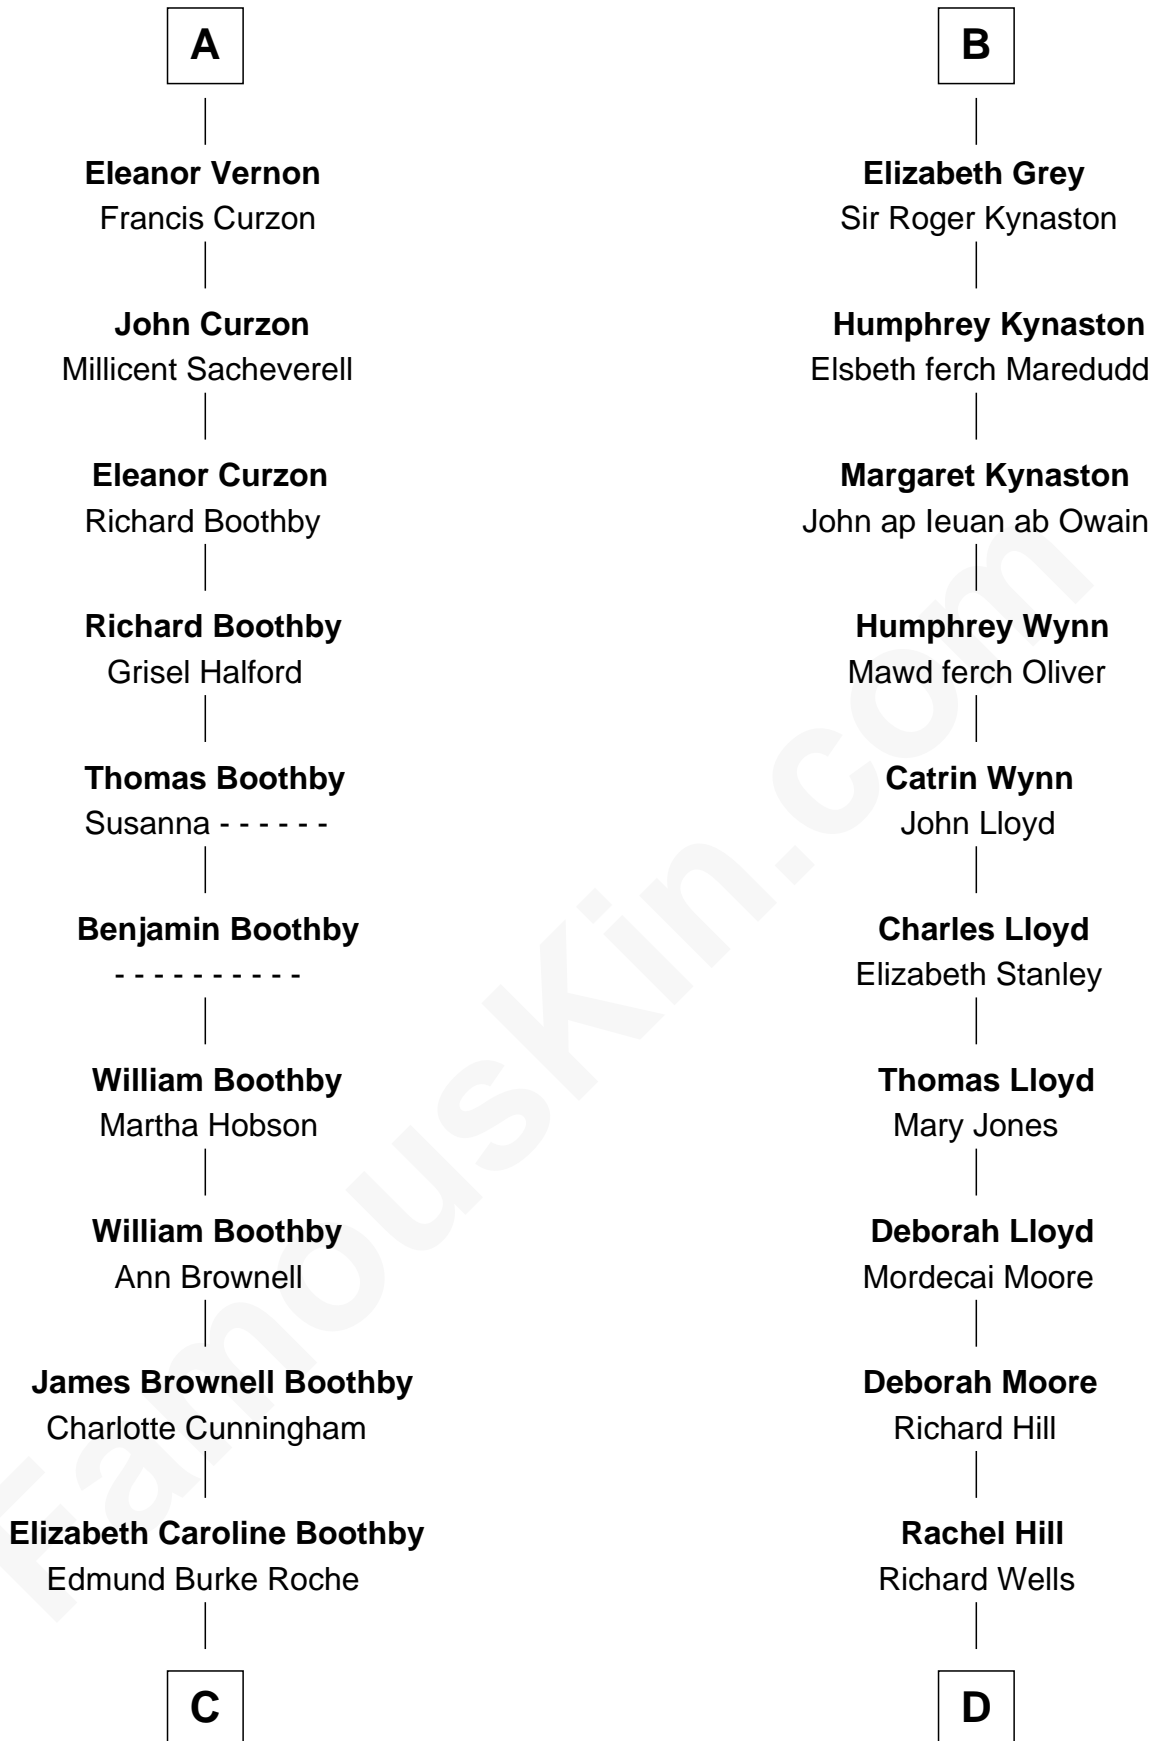 A
Eleanor Vernon
Francis Curzon
John Curzon
Millicent Sacheverell
Eleanor Curzon
Richard Boothby
Richard Boothby
Grisel Halford
Thomas Boothby
Susanna - - - - - -
Benjamin Boothby
- - - - - - - - - -
William Boothby
Martha Hobson
William Boothby
Ann Brownell
James Brownell Boothby
Charlotte Cunningham
Elizabeth Caroline Boothby
Edmund Burke Roche
C
B
Elizabeth Grey
Sir Roger Kynaston
Humphrey Kynaston
Elsbeth ferch Maredudd
Margaret Kynaston
John ap Ieuan ab Owain
Humphrey Wynn
Mawd ferch Oliver
Catrin Wynn
John Lloyd
Charles Lloyd
Elizabeth Stanley
Thomas Lloyd
Mary Jones
Deborah Lloyd
Mordecai Moore
Deborah Moore
Richard Hill
Rachel Hill
Richard Wells
D
FamousKin.com